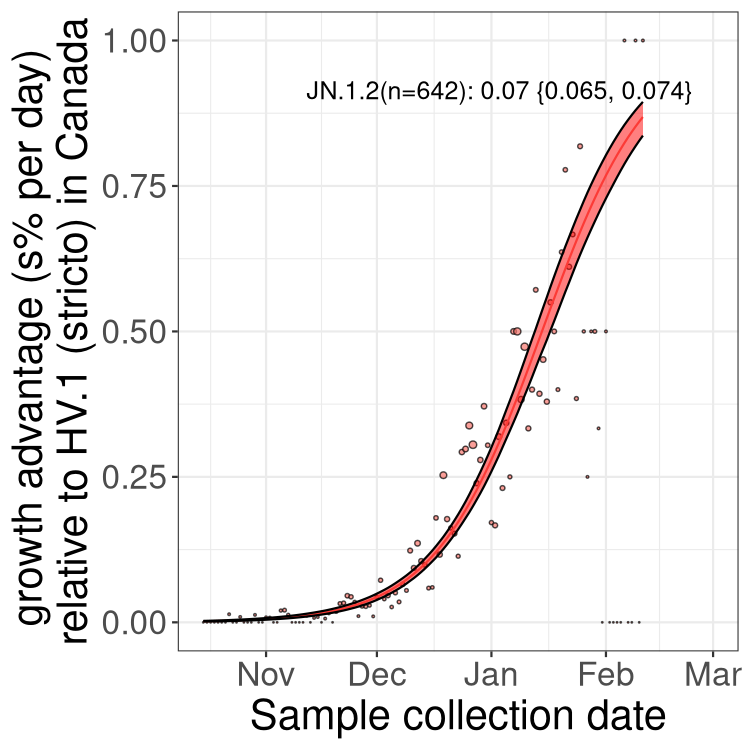 growth advantage (s% per day)
relative to HV.1 (stricto) in Canada
1.00
0.75
0.50
0.25
0.00
JN.1.2(n=642): 0.07 {0.065, 0.074}
Nov Dec Jan Feb Mar
Sample collection date